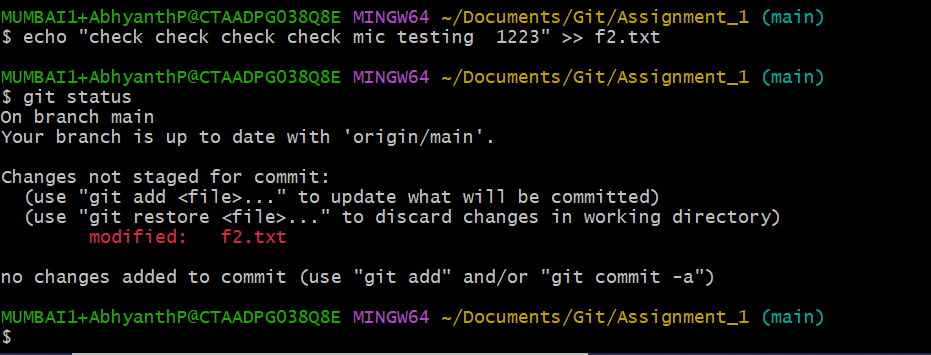 MUMBAI1+AbhyanthP@CTAADPG038Q8E MINGW64 ~/Documents/Git/Assignment_1 (main)
$ echo "check check check check mic testing  1223" >> f2.txt

MUMBAI1+AbhyanthP@CTAADPG038Q8E MINGW64 ~/Documents/Git/Assignment_1 (main)
$ git status
On branch main
Your branch is up to date with 'origin/main'.

Changes not staged for commit:
  (use "git add <file>..." to update what will be committed)
  (use "git restore <file>..." to discard changes in working directory)
        modified:   f2.txt

no changes added to commit (use "git add" and/or "git commit -a")

MUMBAI1+AbhyanthP@CTAADPG038Q8E MINGW64 ~/Documents/Git/Assignment_1 (main)
$